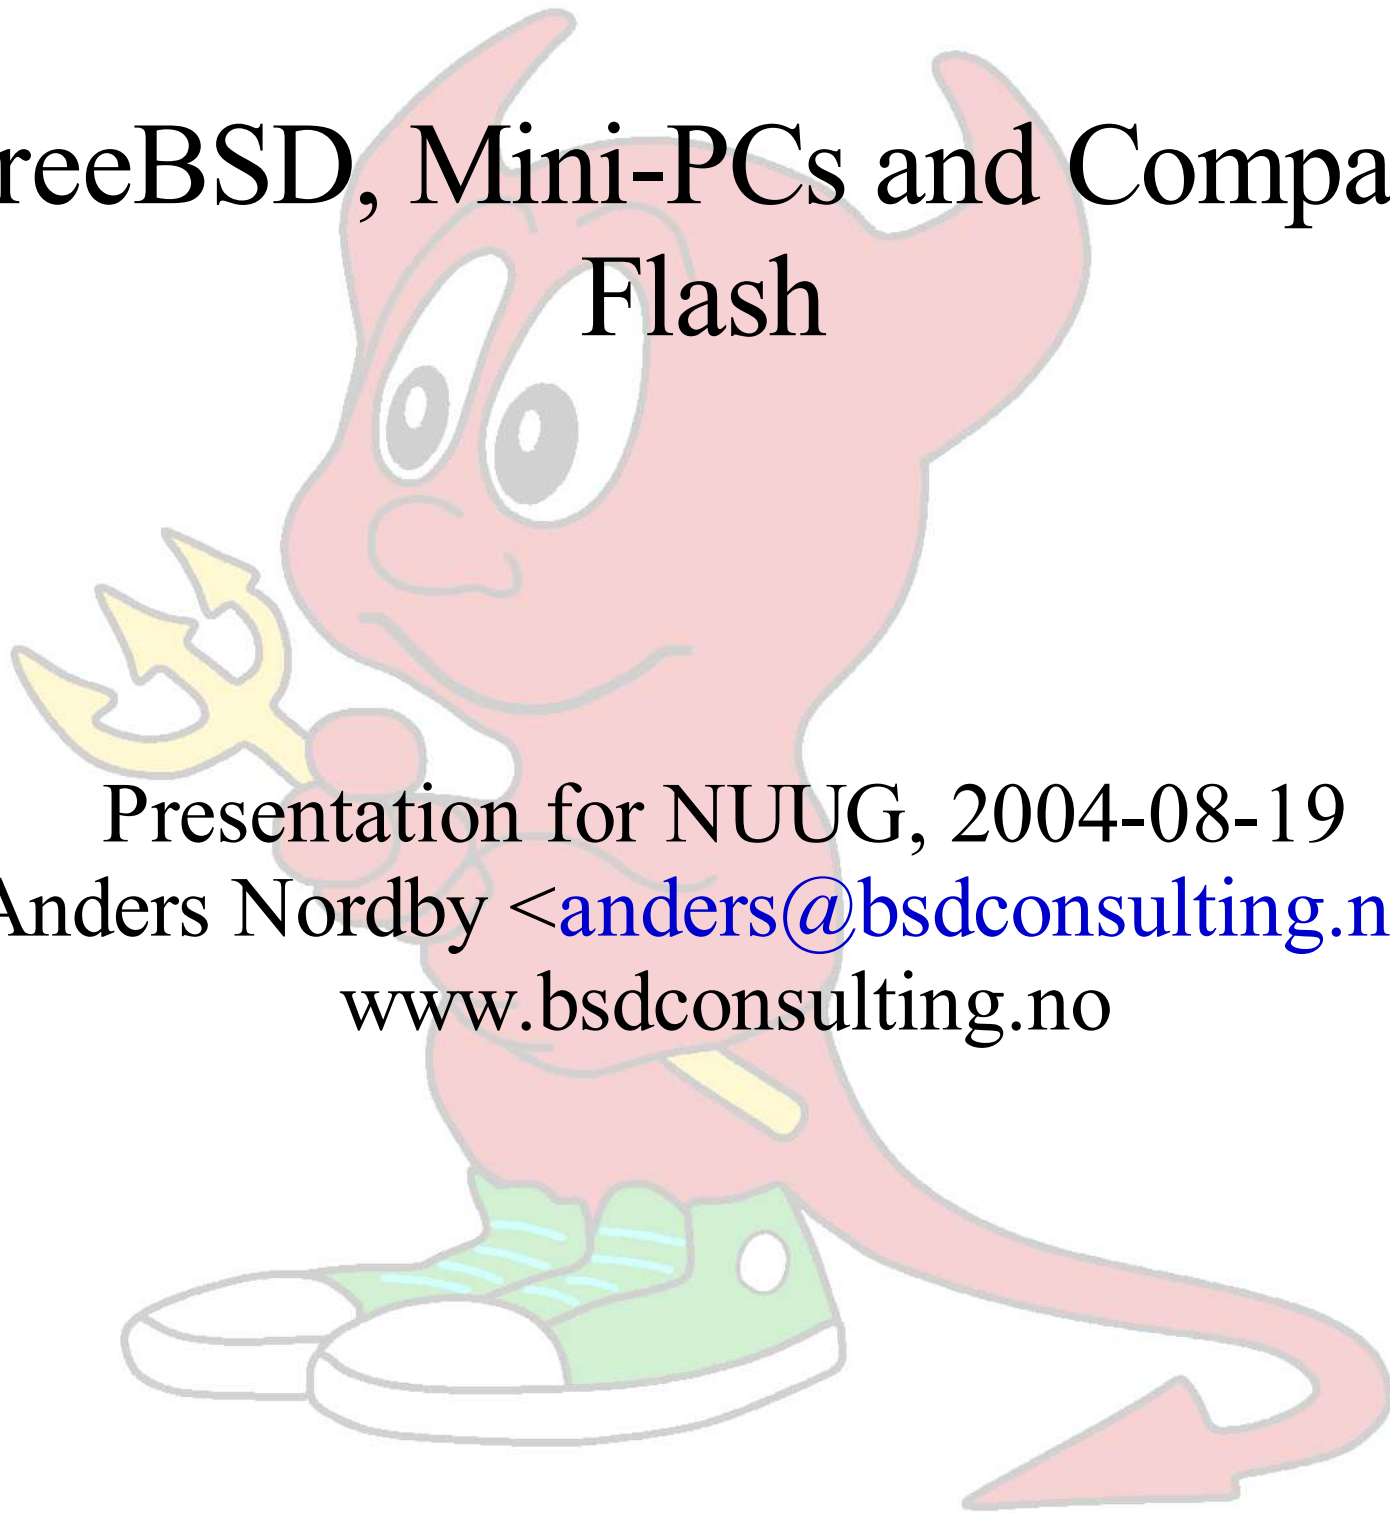 reeBSD, Mini-PCs and Compa
Flash
Presentation for NUUG, 2004-08-19
Anders Nordby <anders@bsdconsulting.n
www.bsdconsulting.no